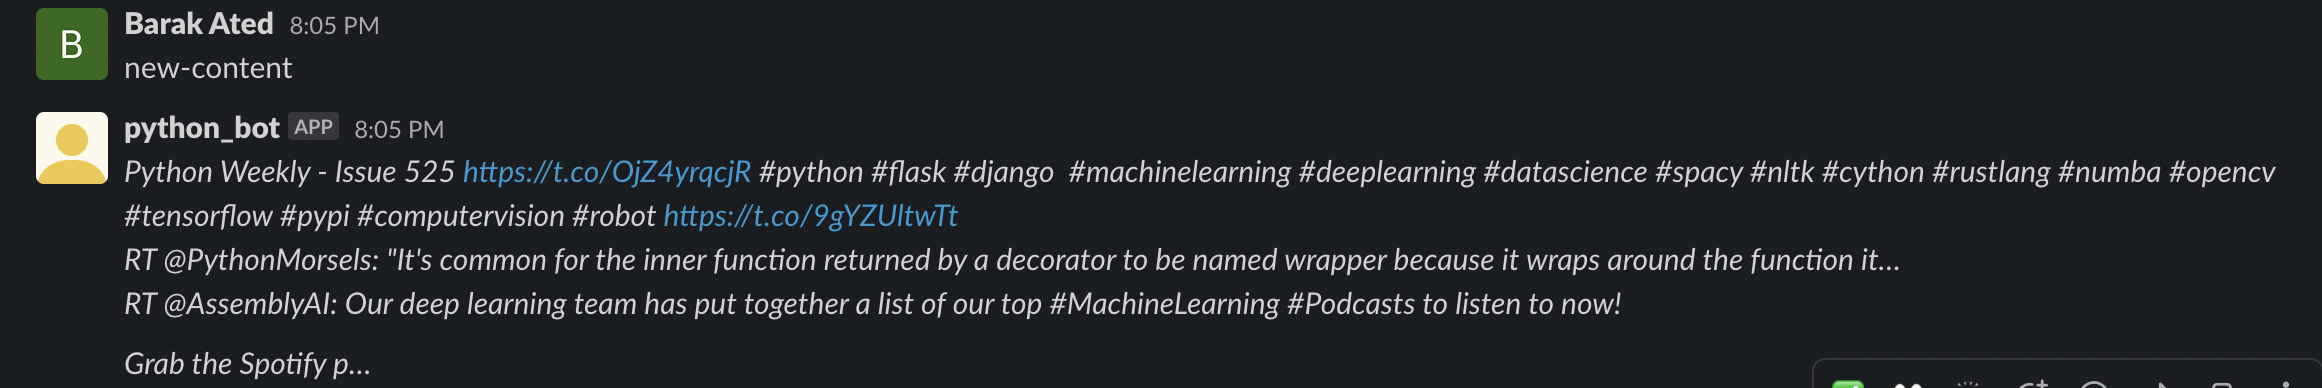 B
Barak Ated 8:05 PM
new-content
python_bot APP 8:05 PM
Python Weekly - Issue 525 https://t.co/OjZ4yrqcjR #python #flask #django  #machinelearning #deeplearning #datascience #spacy #nltk #cython #rustlang #numba #opencv
#tensorflow #pypi #computervision #robot https://t.co/9gYZUltwTt
RT @PythonMorsels: "It's common for the inner function returned by a decorator to be named wrapper because it wraps around the function it...
RT @AssemblyAI: Our deep learning team has put together a list of our top #MachineLearning #Podcasts to listen to now!
Grab the Spotify p...